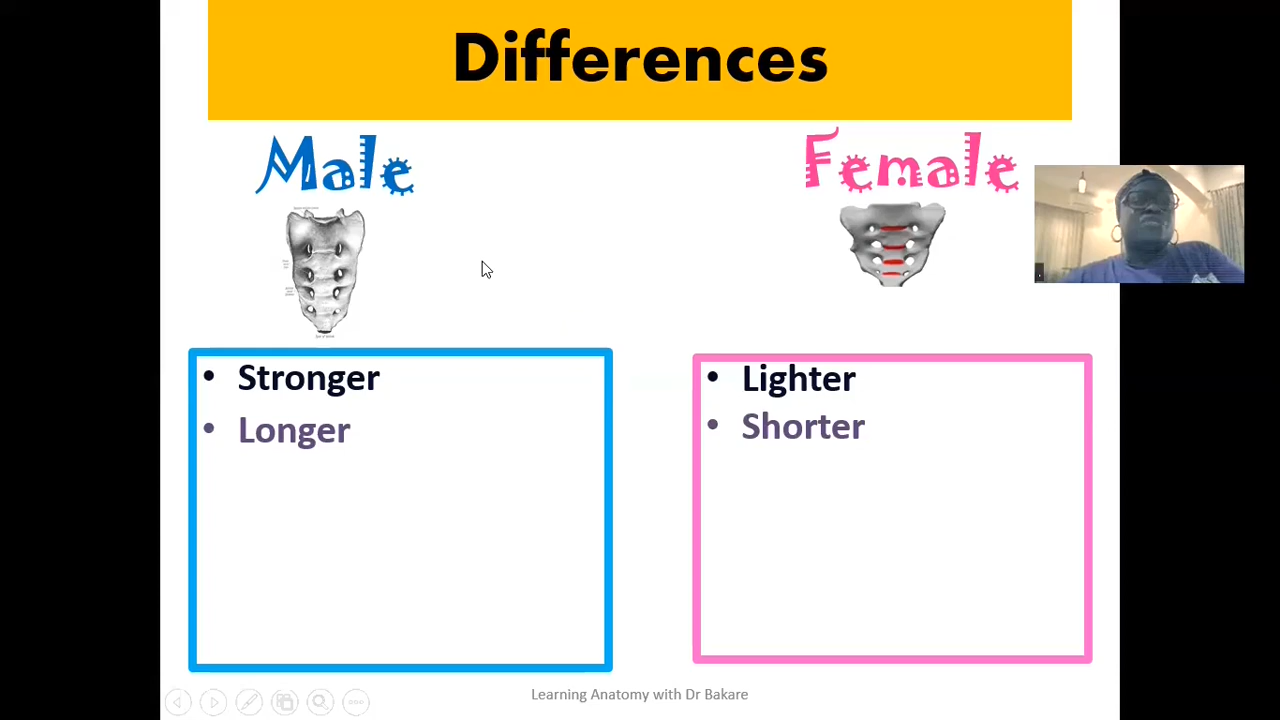 Differences
Male
Female
• Stronger
• Longer
• Lighter
• Shorter
Learning Anatomy with Dr Bakare